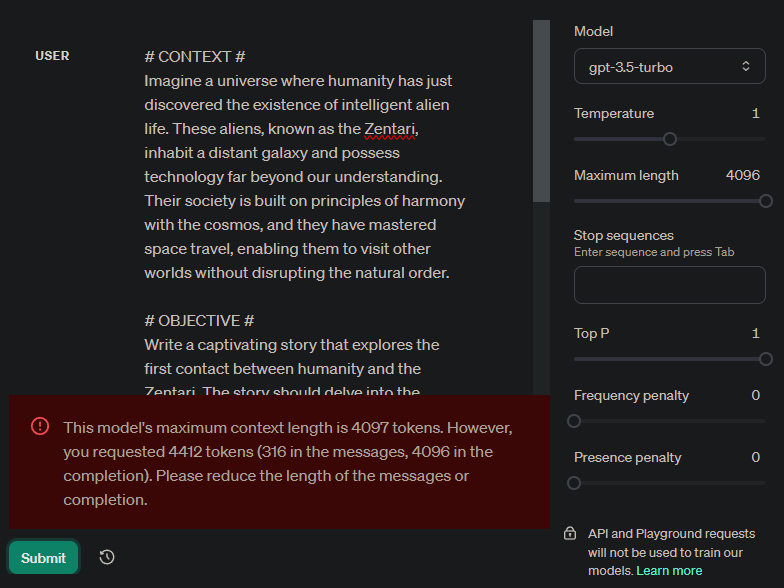 USER
# CONTEXT #
Imagine a universe where humanity has just
discovered the existence of intelligent alien
life. These aliens, known as the Zentari,
inhabit a distant galaxy and possess
technology far beyond our understanding.
Their society is built on principles of harmony
with the cosmos, and they have mastered
space travel, enabling them to visit other
worlds without disrupting the natural order.
# OBJECTIVE #
Write a captivating story that explores the
first contact between humanity and the
Zentari. The story should delve into the
This model's maximum context length is 4097 tokens. However,
you requested 4412 tokens (316 in the messages, 4096 in the
completion). Please reduce the length of the messages or
completion.
Submit
Model
gpt-3.5-turbo
Temperature 1
Maximum length 4096
Stop sequences
Enter sequence and press Tab
Top P 1
Frequency penalty 0
Presence penalty 0
API and Playground requests
will not be used to train our
models. Learn more